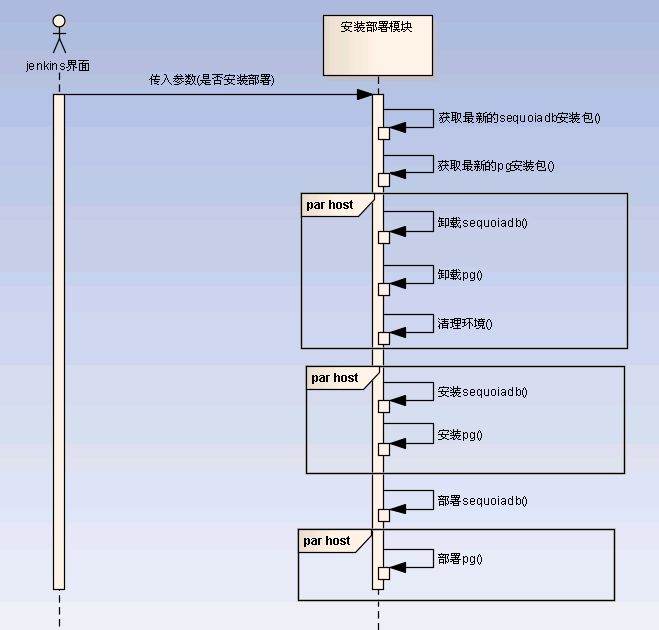 安装部署模块
jenkins界面
传入参数(是否安装部署)
获取最新的sequoiadb安装包()
获取最新的pg安装包()
par host
卸载sequoiadb()
卸载pg()
清理环境()
par host
安装sequoiadb()
安装pg()
部署sequoiadb()
par host
部署pg()